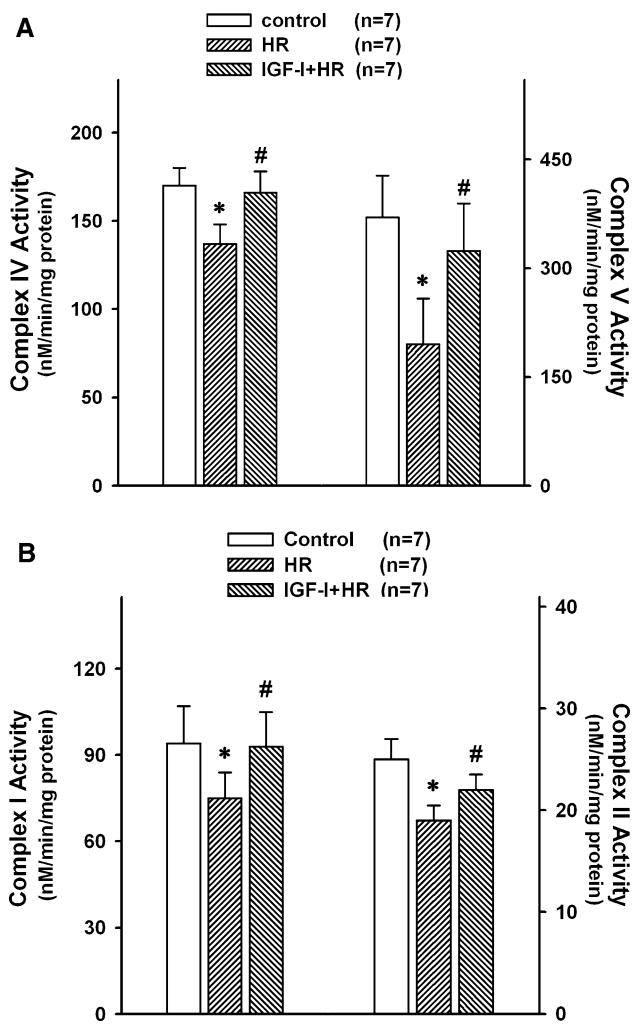 A
control (n=7)
HR (n=7)
IGF-I+HR (n=7)
Complex IV Activity
(nM/min/mg protein)
200
150
100
50
0
*
#
*
#
450
300
150
0
Complex V Activity
(nM/min/mg protein)
B
Control (n=7)
HR (n=7)
IGF-I+HR (n=7)
Complex I Activity
(nM/min/mg protein)
120
90
60
30
0
*
#
*
#
40
30
20
10
0
Complex II Activity
(nM/min/mg protein)